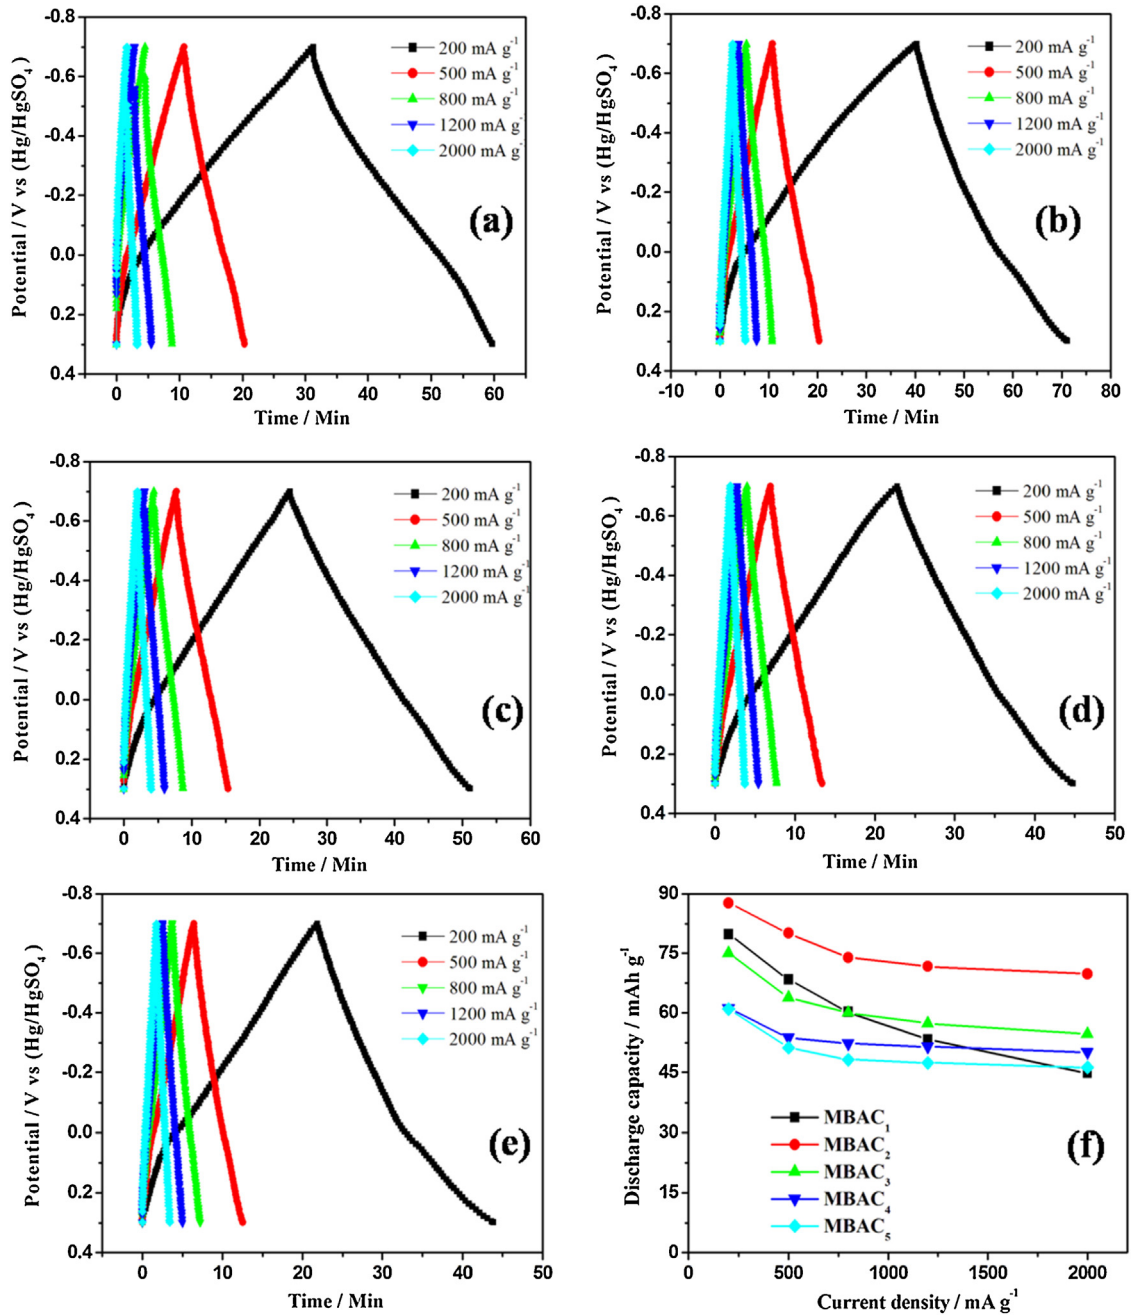 -0.8
-0.6
-0.4
-0.2
0.0
0.2
0.4
Potential / V vs (Hg/HgSO₄)
200 mA g⁻¹
500 mA g⁻¹
800 mA g⁻¹
1200 mA g⁻¹
2000 mA g⁻¹
(a)
0 10 20 30 40 50 60
Time / Min
-0.8
-0.6
-0.4
-0.2
0.0
0.2
0.4
Potential / V vs (Hg/HgSO₄)
200 mA g⁻¹
500 mA g⁻¹
800 mA g⁻¹
1200 mA g⁻¹
2000 mA g⁻¹
(b)
-10 0 10 20 30 40 50 60 70 80
Time / Min
-0.8
-0.6
-0.4
-0.2
0.0
0.2
0.4
Potential / V vs (Hg/HgSO₄)
200 mA g⁻¹
500 mA g⁻¹
800 mA g⁻¹
1200 mA g⁻¹
2000 mA g⁻¹
(c)
0 10 20 30 40 50 60
Time / Min
-0.8
-0.6
-0.4
-0.2
0.0
0.2
0.4
Potential / V vs (Hg/HgSO₄)
200 mA g⁻¹
500 mA g⁻¹
800 mA g⁻¹
1200 mA g⁻¹
2000 mA g⁻¹
(d)
0 10 20 30 40 50
Time / Min
-0.8
-0.6
-0.4
-0.2
0.0
0.2
0.4
Potential / V vs (Hg/HgSO₄)
200 mA g⁻¹
500 mA g⁻¹
800 mA g⁻¹
1200 mA g⁻¹
2000 mA g⁻¹
(e)
0 10 20 30 40 50
Time / Min
90
75
60
45
30
15
0
Discharge capacity / mAh g⁻¹
MBAC₁
MBAC₂
MBAC₃
MBAC₄
MBAC₅
(f)
0 500 1000 1500 2000
Current density / mA g⁻¹